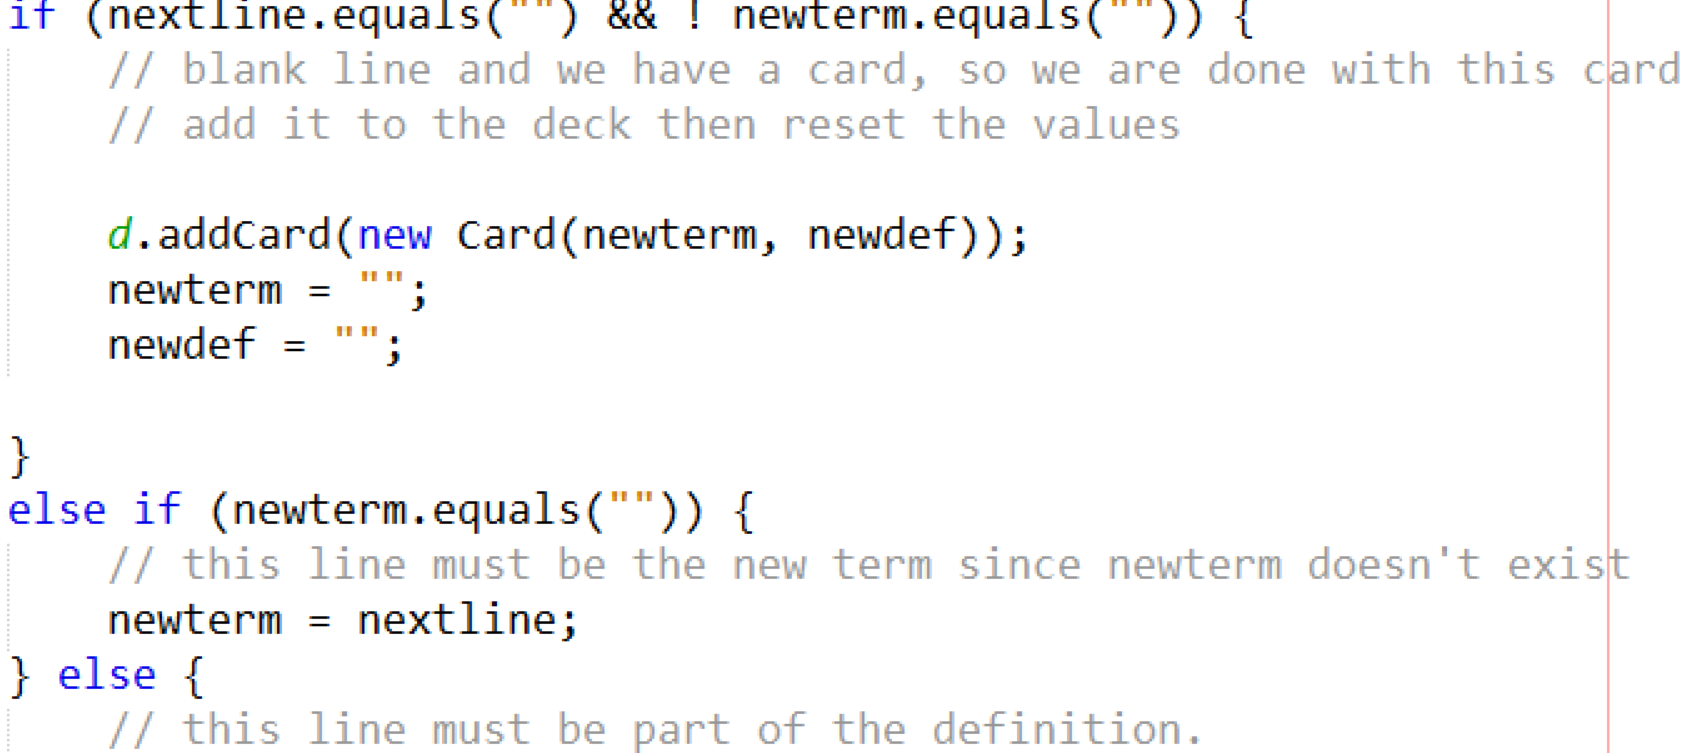 if (nextline.equals("") && ! newterm.equals("")) {
    // blank line and we have a card, so we are done with this card
    // add it to the deck then reset the values

    d.addCard(new Card(newterm, newdef));
    newterm = "";
    newdef = "";

}
else if (newterm.equals("")) {
    // this line must be the new term since newterm doesn't exist
    newterm = nextline;
} else {
    // this line must be part of the definition.